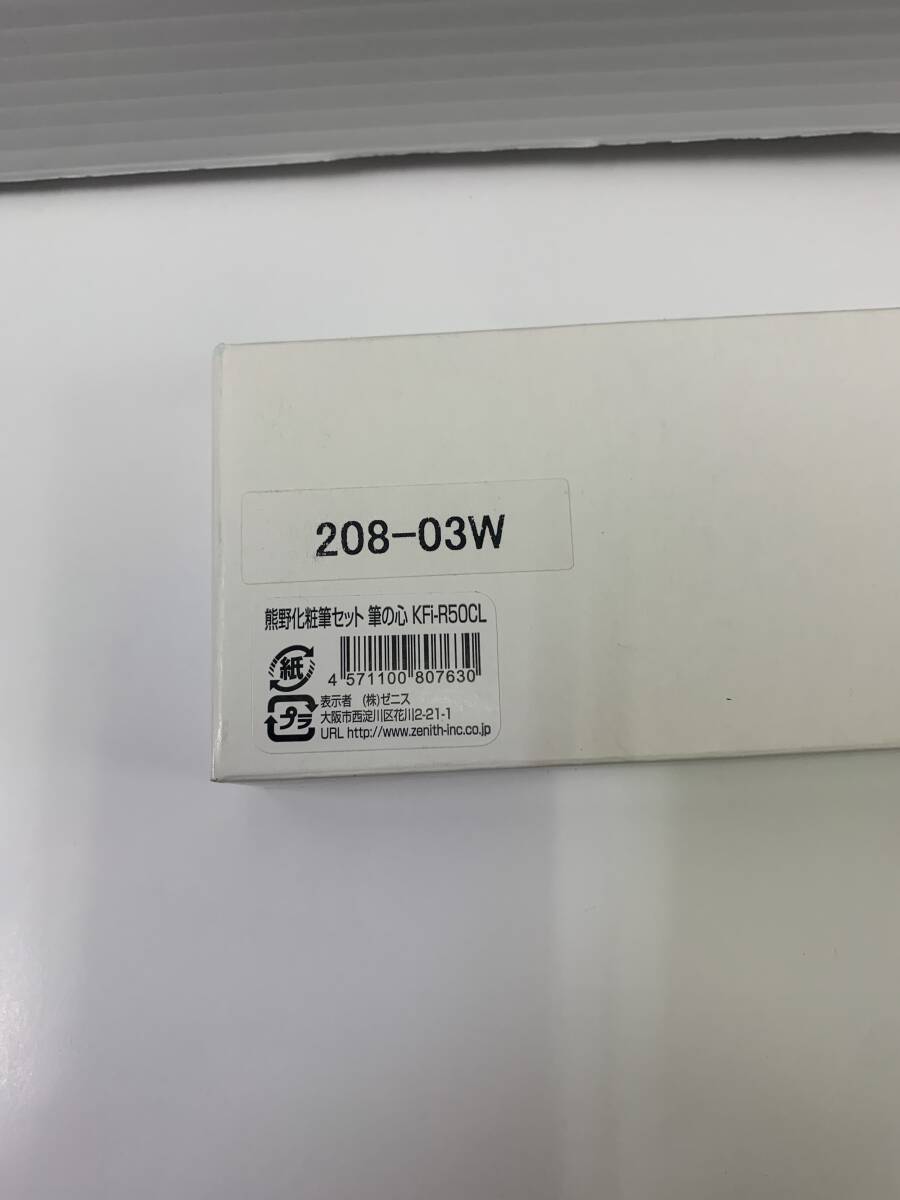 208-03W
熊野化粧筆セット 筆の心 KFi-R50CL
紙
4 571100 807630
プラ
表示者 (株)ゼニス
大阪市西淀川区花川2-21-1
URL http://www.zenith-inc.co.jp